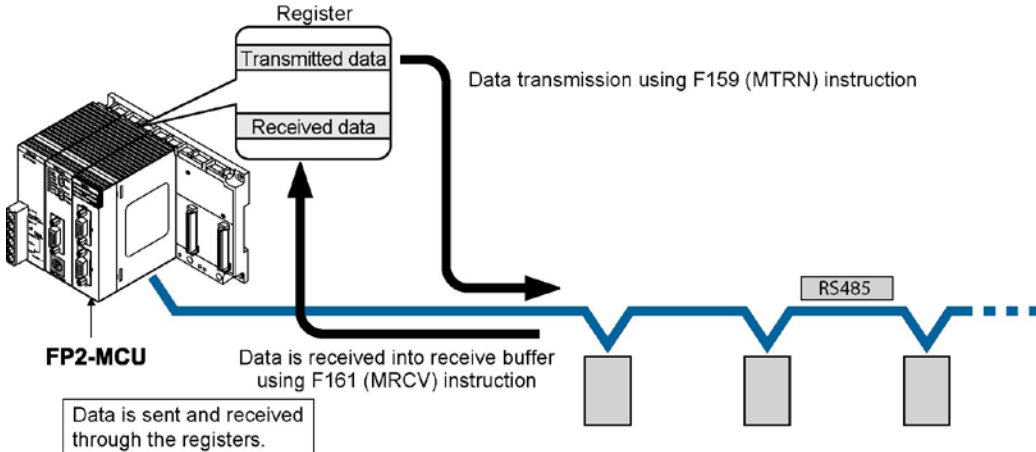 Register
Transmitted data
Data transmission using F159 (MTRN) instruction
Received data
RS485
FP2-MCU
Data is received into receive buffer
using F161 (MRCV) instruction
Data is sent and received
through the registers.